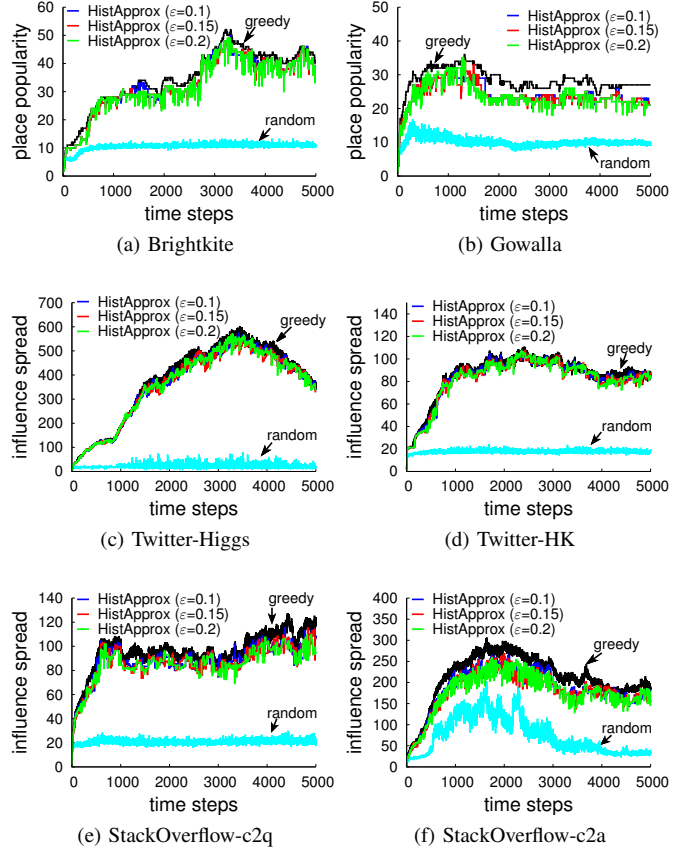 HistApprox (ε=0.1)
HistApprox (ε=0.15)
HistApprox (ε=0.2)
greedy
random
place popularity
60
50
40
30
20
10
0
0 1000 2000 3000 4000 5000
time steps
(a) Brightkite
HistApprox (ε=0.1)
HistApprox (ε=0.15)
HistApprox (ε=0.2)
greedy
random
place popularity
50
40
30
20
10
0
0 1000 2000 3000 4000 5000
time steps
(b) Gowalla
HistApprox (ε=0.1)
HistApprox (ε=0.15)
HistApprox (ε=0.2)
greedy
random
influence spread
700
600
500
400
300
200
100
0
0 1000 2000 3000 4000 5000
time steps
(c) Twitter-Higgs
HistApprox (ε=0.1)
HistApprox (ε=0.15)
HistApprox (ε=0.2)
greedy
random
influence spread
140
120
100
80
60
40
20
0
0 1000 2000 3000 4000 5000
time steps
(d) Twitter-HK
HistApprox (ε=0.1)
HistApprox (ε=0.15)
HistApprox (ε=0.2)
greedy
random
influence spread
140
120
100
80
60
40
20
0
0 1000 2000 3000 4000 5000
time steps
(e) StackOverflow-c2q
HistApprox (ε=0.1)
HistApprox (ε=0.15)
HistApprox (ε=0.2)
greedy
random
influence spread
400
350
300
250
200
150
100
50
0
0 1000 2000 3000 4000 5000
time steps
(f) StackOverflow-c2a